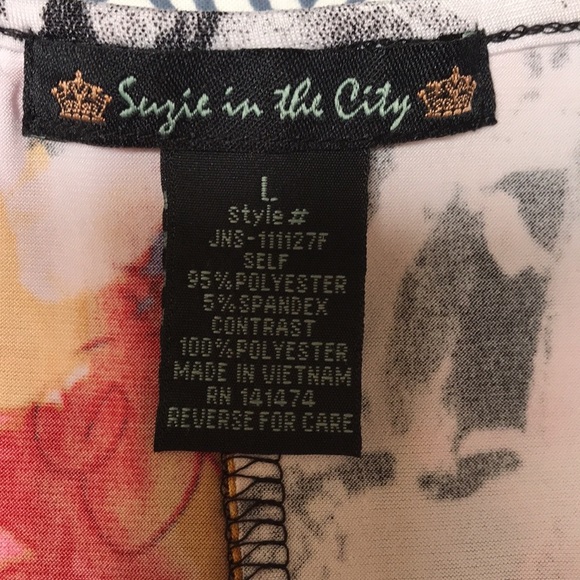 Suzie in the City
L
style#
JNS-111127F
SELF
95%POLYESTER
5%SPANDEX
CONTRAST
100%POLYESTER
MADE IN VIETNAM
RN 141474
REVERSE FOR CARE